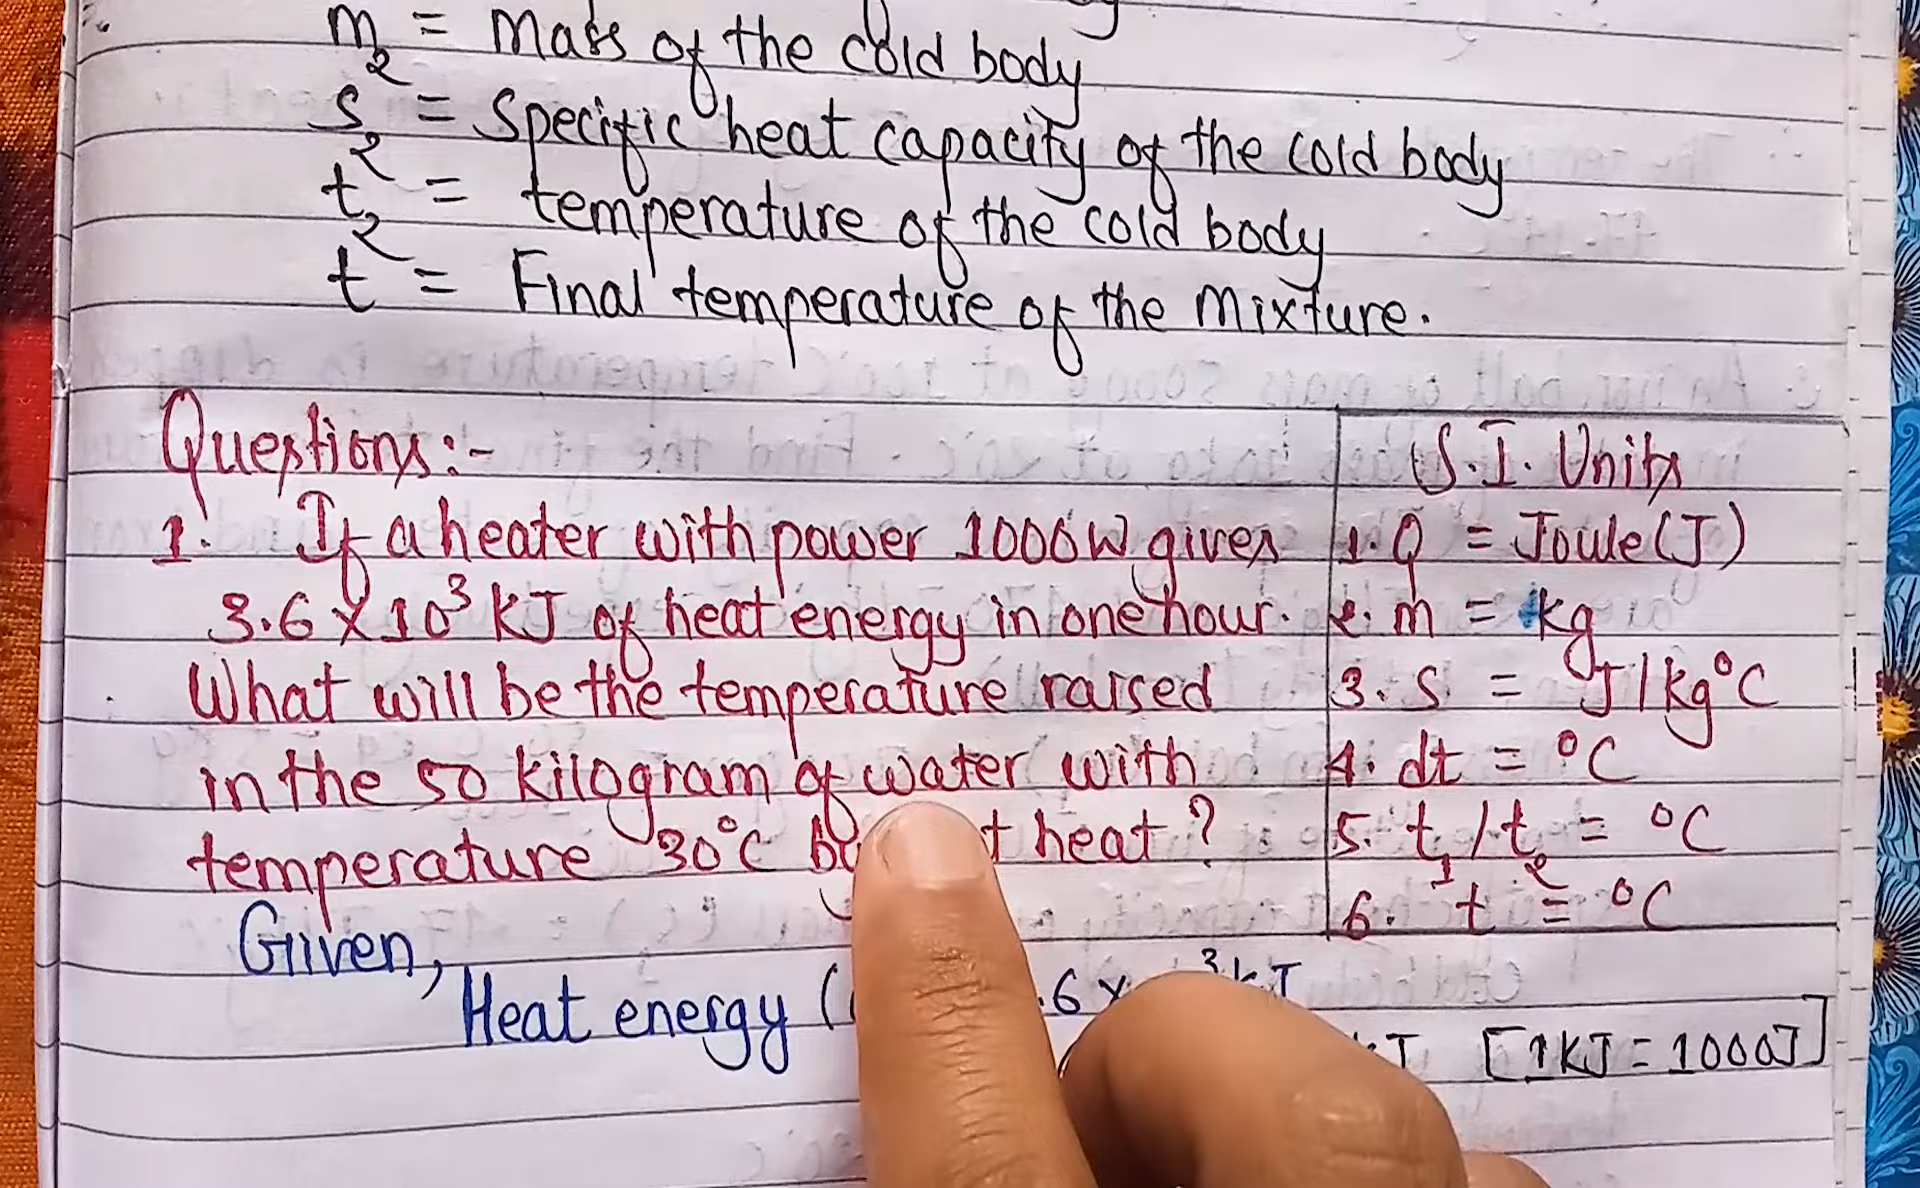 m₂ = mass of the cold body
s₂ = specific heat capacity of the cold body
t₂ = temperature of the cold body
t = Final temperature of the mixture.
Questions:-
1. If a heater with power 1000W gives
3.6 x 10³ KJ of heat energy in one hour.
What will be the temperature raised
in the 50 kilogram of water with
temperature 30°C heat ?
S.I. Units
1. Q = Joule(J)
2. m = kg
3. s = J/kg°C
4. dt = °C
5. t₁/t₂ = °C
6. t = °C
Given,
Heat energy ( .6 x ³kJ
[1KJ = 1000J]